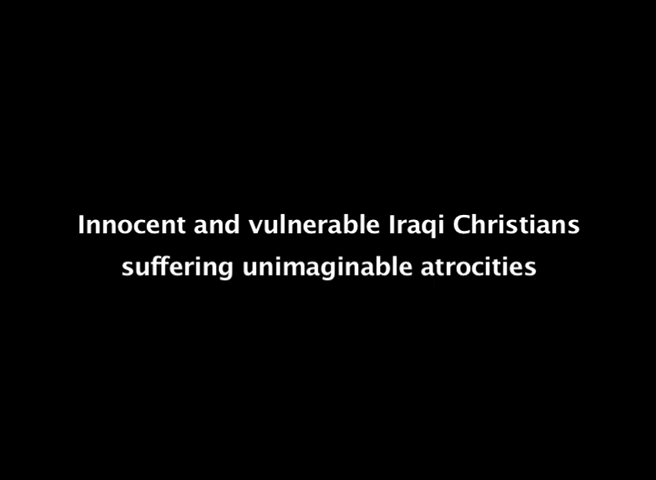 Innocent and vulnerable Iraqi Christians
suffering unimaginable atrocities